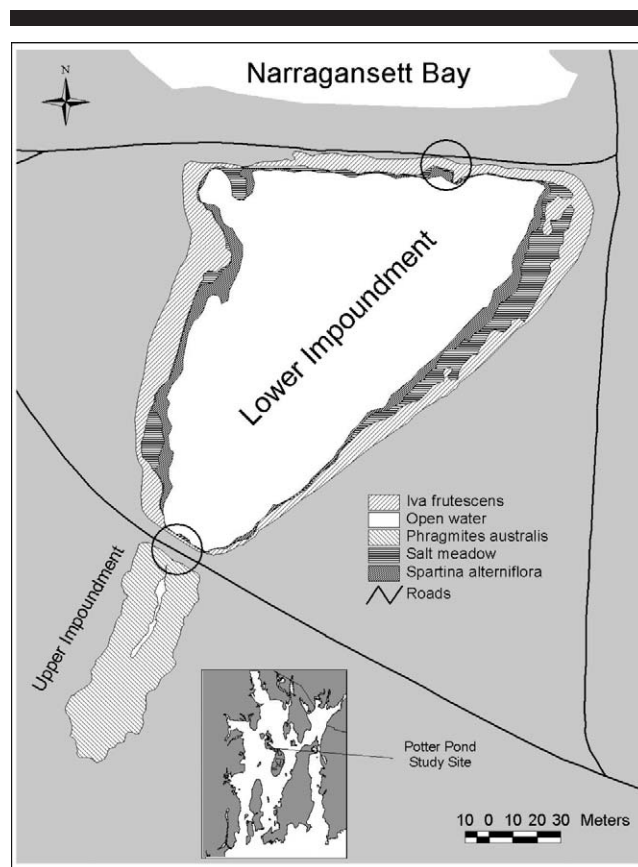 Narragansett Bay
N
Lower Impoundment
Iva frutescens
Open water
Phragmites australis
Salt meadow
Spartina alterniflora
Roads
Upper Impoundment
Potter Pond
Study Site
10 0 10 20 30 Meters